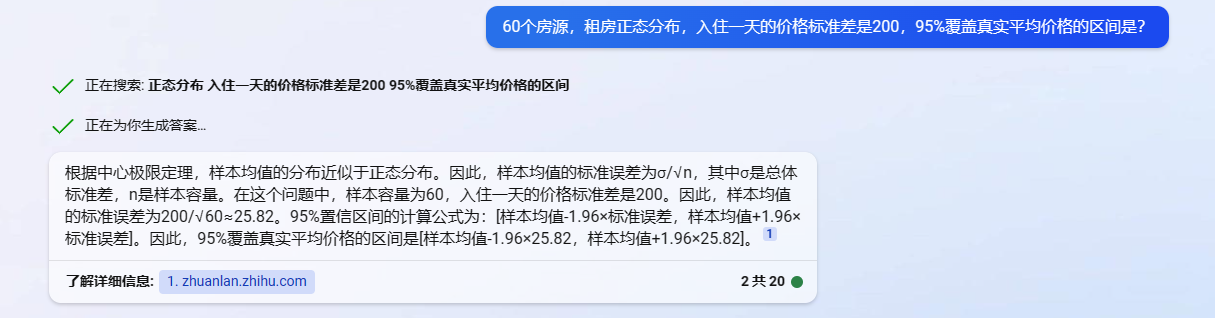 60个房源，租房正态分布，入住一天的价格标准差是200，95%覆盖真实平均价格的区间是？
正在搜索: 正态分布 入住一天的价格标准差是200 95%覆盖真实平均价格的区间
正在为你生成答案...
根据中心极限定理，样本均值的分布近似于正态分布。因此，样本均值的标准误差为σ/√n，其中σ是总体
标准差，n是样本容量。在这个问题中，样本容量为60，入住一天的价格标准差是200。因此，样本均值
的标准误差为200/√60≈25.82。95%置信区间的计算公式为：[样本均值-1.96×标准误差，样本均值+1.96×
标准误差]。因此，95%覆盖真实平均价格的区间是[样本均值-1.96×25.82，样本均值+1.96×25.82]。 1
了解详细信息: 1. zhuanlan.zhihu.com 2 共 20